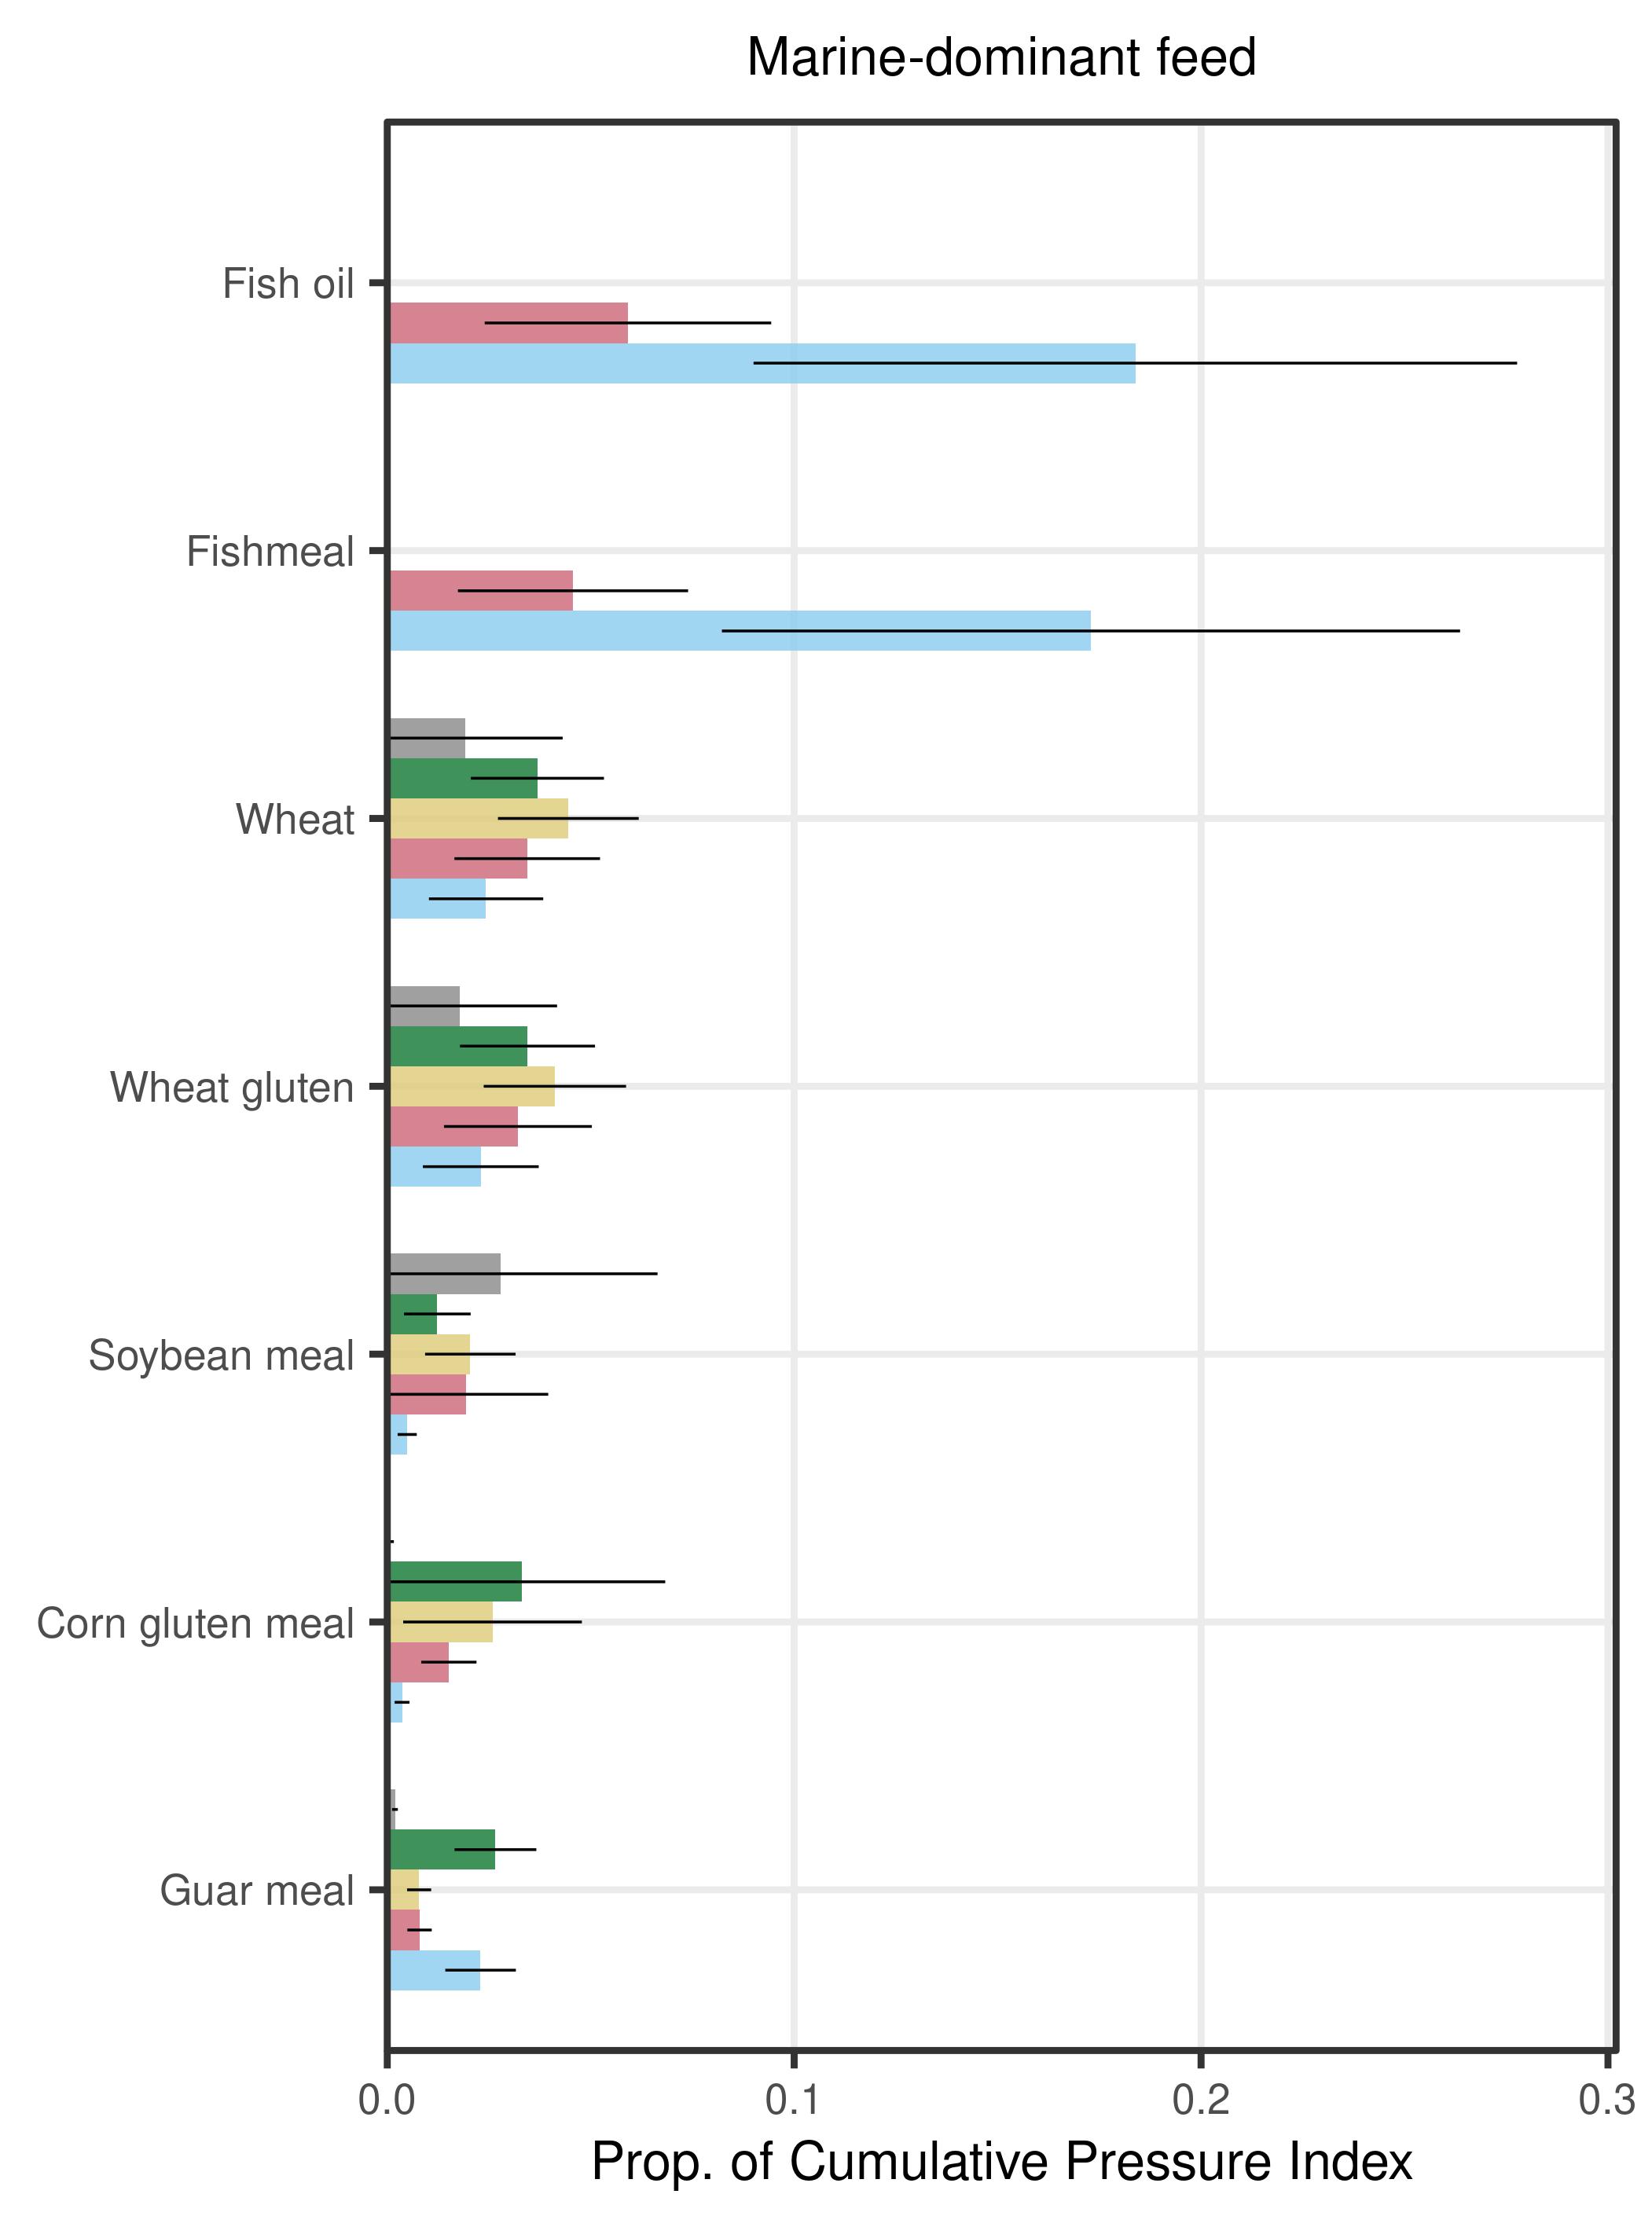 Marine-dominant feed
Fish oil
Fishmeal
Wheat
Wheat gluten
Soybean meal
Corn gluten meal
Guar meal
0.0 0.1 0.2 0.3
Prop. of Cumulative Pressure Index